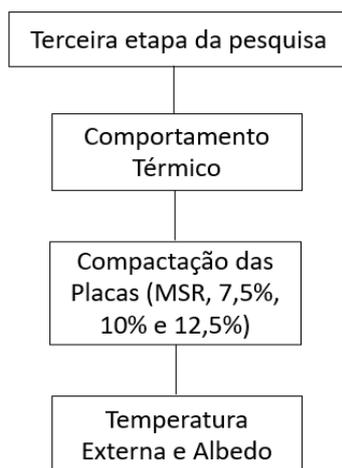 Terceira etapa da pesquisa
Comportamento
Térmico
Compactação das
Placas (MSR, 7,5%,
10% e 12,5%)
Temperatura
Externa e Albedo